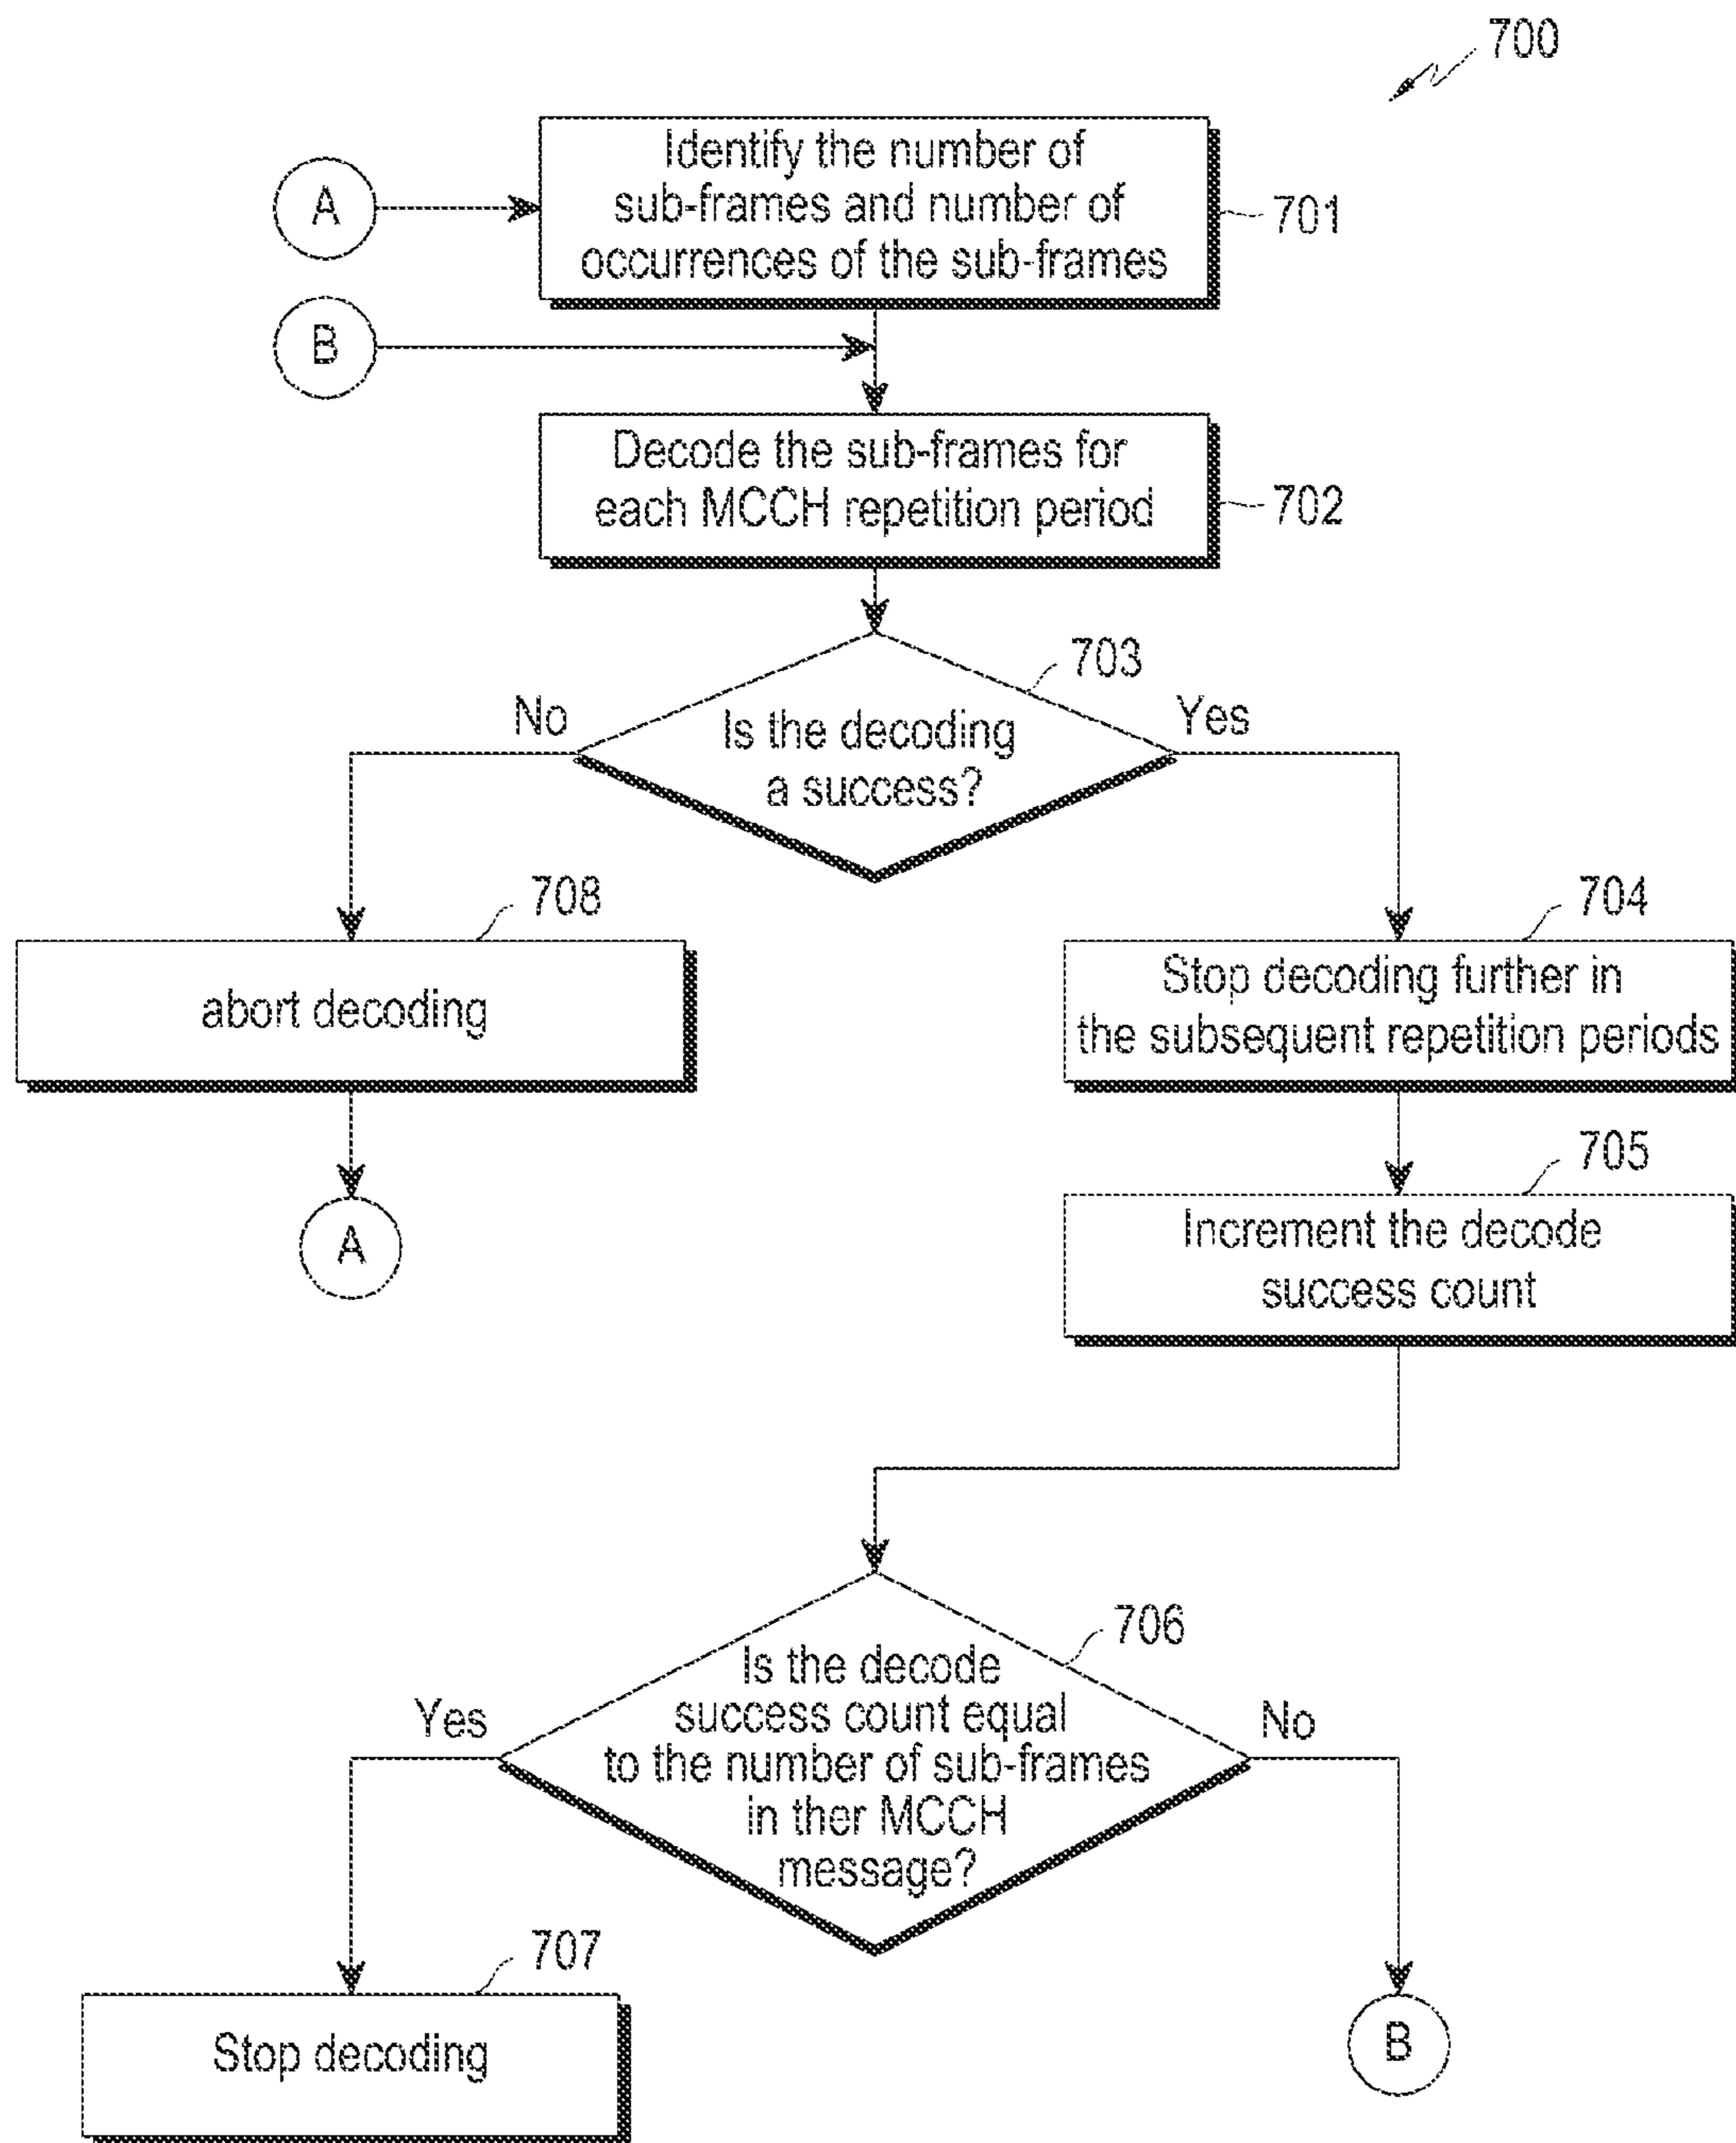 700
Identify the number of
sub-frames and number of
occurrences of the sub-frames
A
701
B
Decode the sub-frames for
each MCCH repetition period
702
703
No
Yes
Is the decoding
a success?
708
704
abort decoding
Stop decoding further in
the subsequent repetition periods
705
A
Increment the decode
success count
706
Is the decode
success count equal
to the number of sub-frames
in ther MCCH
message?
Yes
No
707
Stop decoding
B